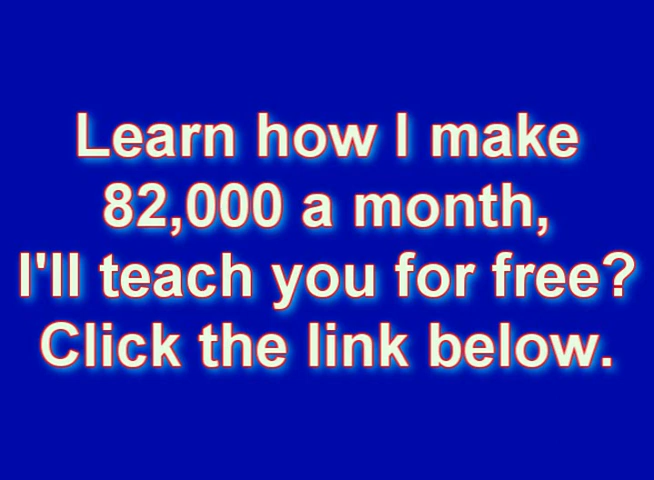 Learn how I make
82,000 a month,
I'll teach you for free?
Click the link below.